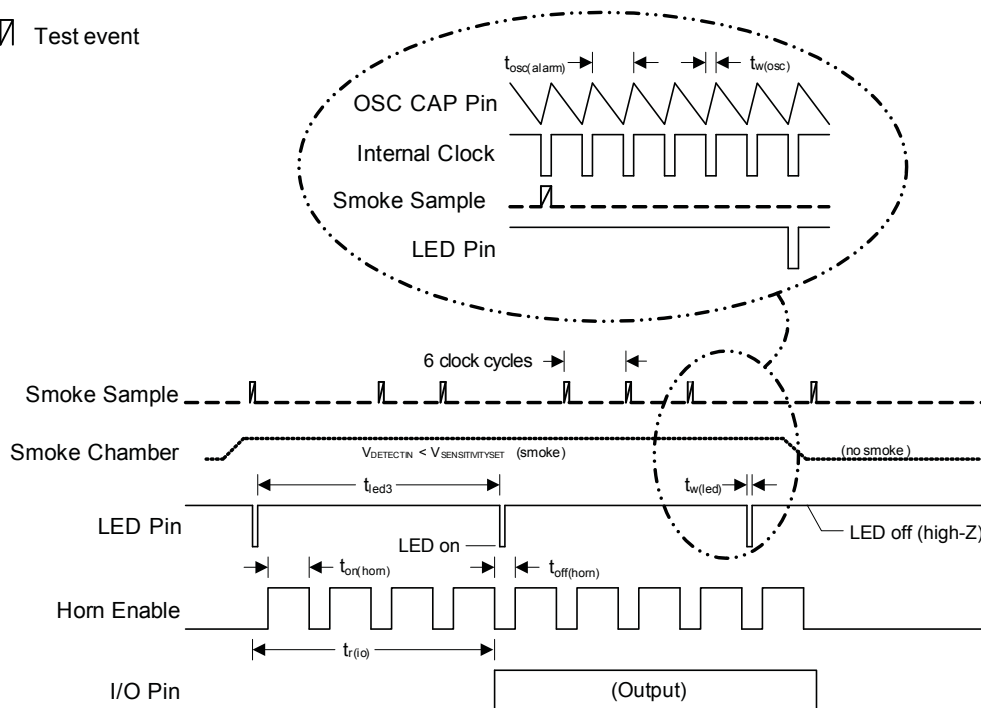 Test event
tosc(alarm)
tw(osc)
OSC CAP Pin
Internal Clock
Smoke Sample
LED Pin
6 clock cycles
Smoke Sample
Smoke Chamber
VDETECTIN < VSENSITIVITYSET (smoke)
(no smoke)
tled3
tw(led)
LED Pin
LED on
LED off (high-Z)
ton(horn)
toff(horn)
Horn Enable
tr(io)
I/O Pin
(Output)